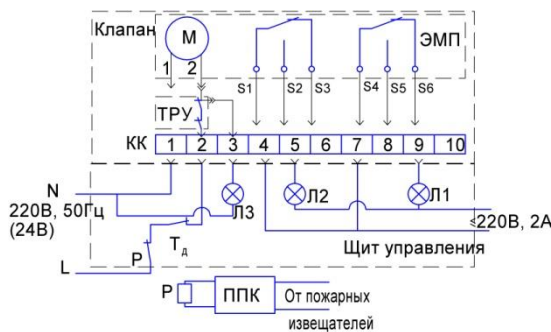 Клапан
М
ЭМП
1 2
S1 S2 S3 S4 S5 S6
ТРУ
КК 1 2 3 4 5 6 7 8 9 10
N
Л3 Л2 Л1
220В, 50Гц
(24В)
≤220В, 2А
Тд
Р
Щит управления
L
Р ППК От пожарных
извещателей